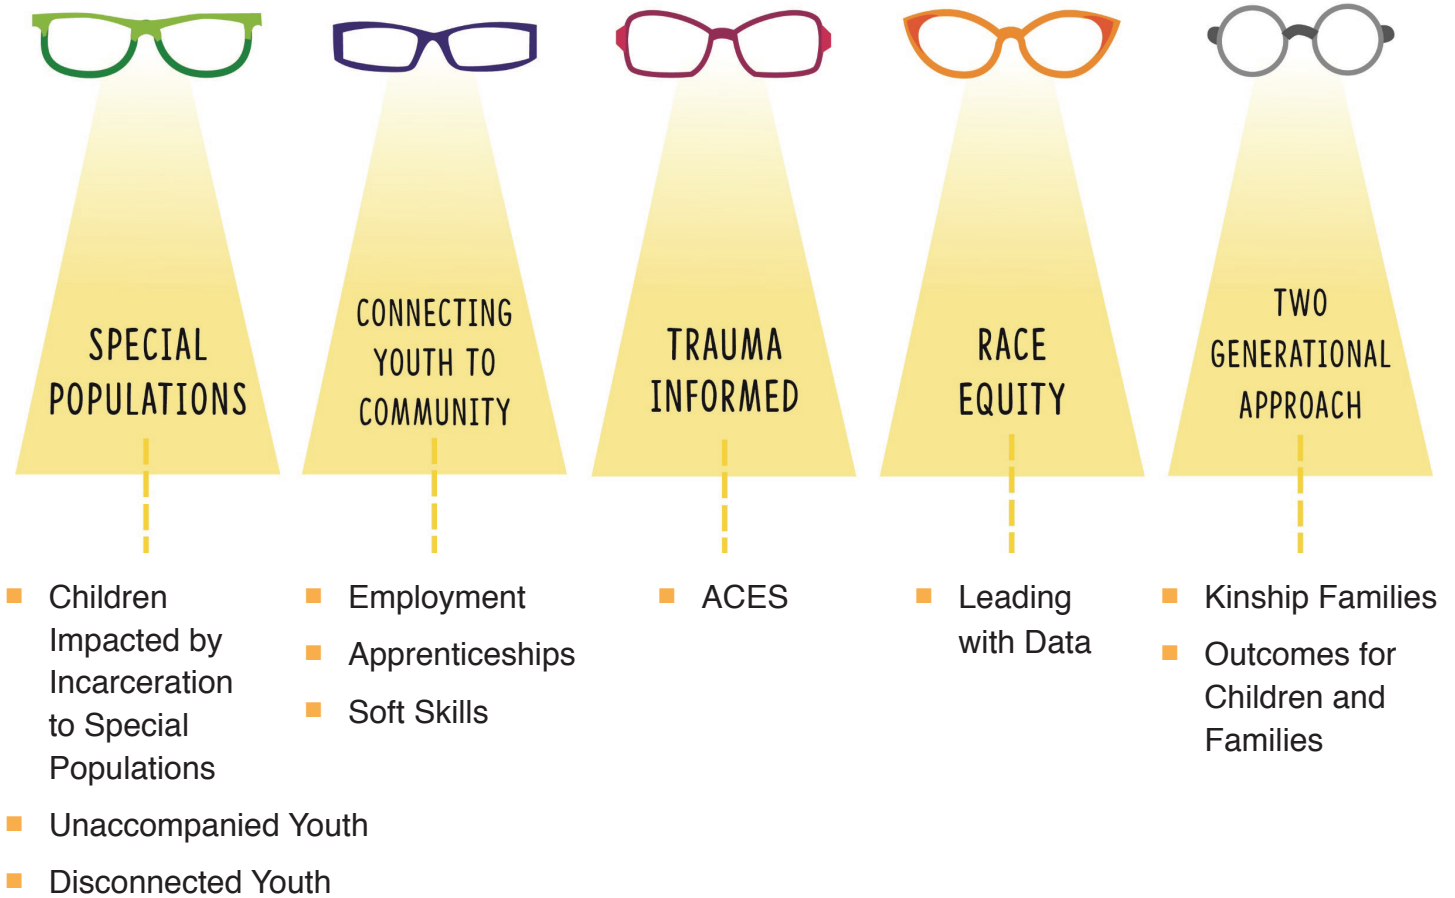 SPECIAL
POPULATIONS
CONNECTING
YOUTH TO
COMMUNITY
TRAUMA
INFORMED
RACE
EQUITY
TWO
GENERATIONAL
APPROACH
Children
Impacted by
Incarceration
to Special
Populations
Unaccompanied Youth
Disconnected Youth
Employment
Apprenticeships
Soft Skills
ACES
Leading
with Data
Kinship Families
Outcomes for
Children and
Families